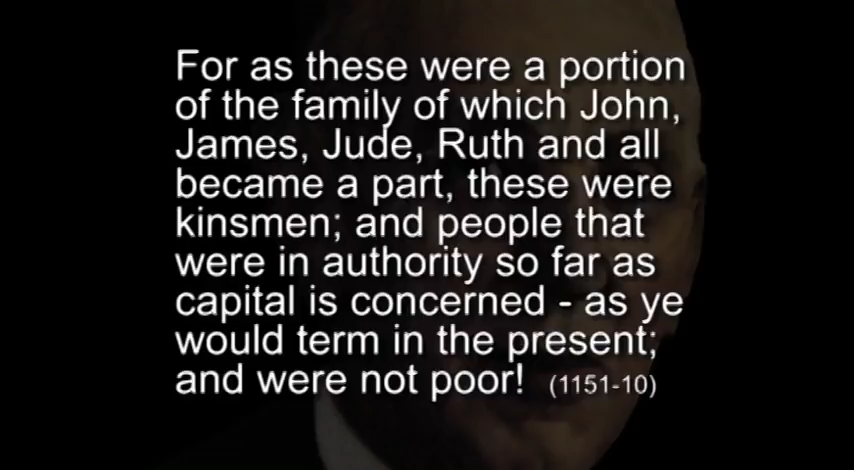 For as these were a portion
of the family of which John,
James, Jude, Ruth and all
became a part, these were
kinsmen; and people that
were in authority so far as
capital is concerned - as ye
would term in the present;
and were not poor! (1151-10)